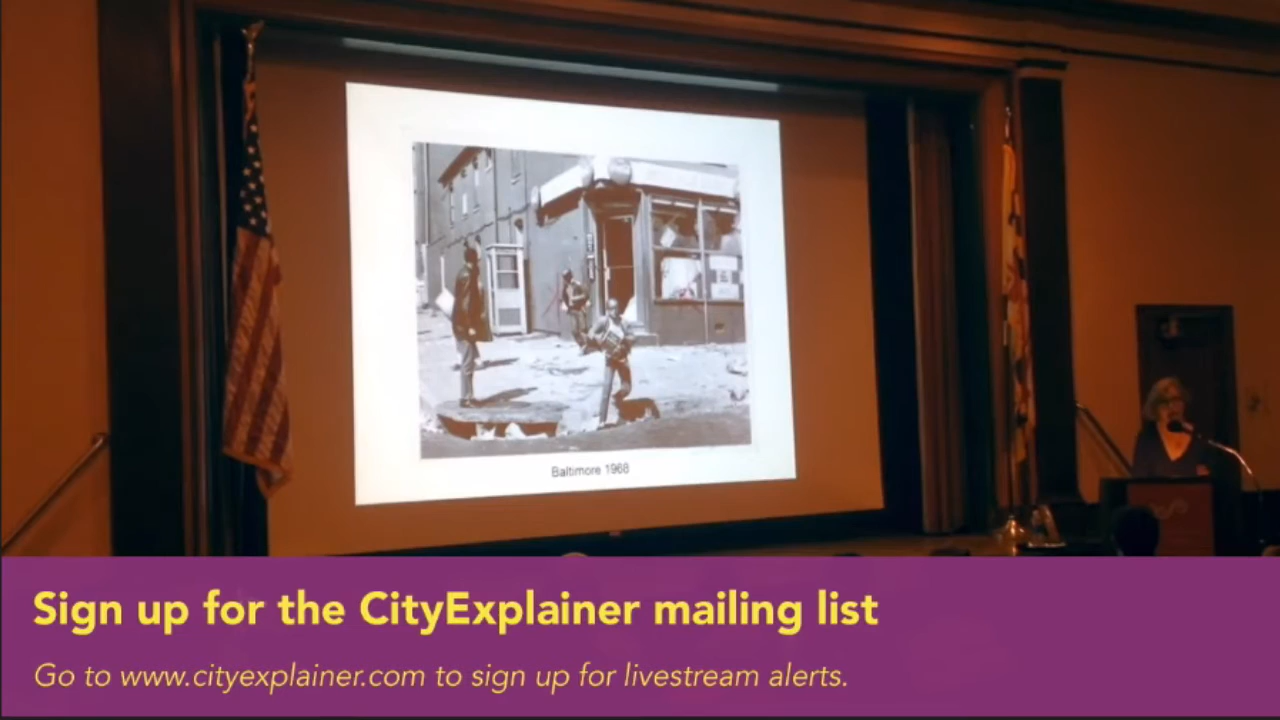 Baltimore 1968
Sign up for the CityExplainer mailing list
Go to www.cityexplainer.com to sign up for livestream alerts.